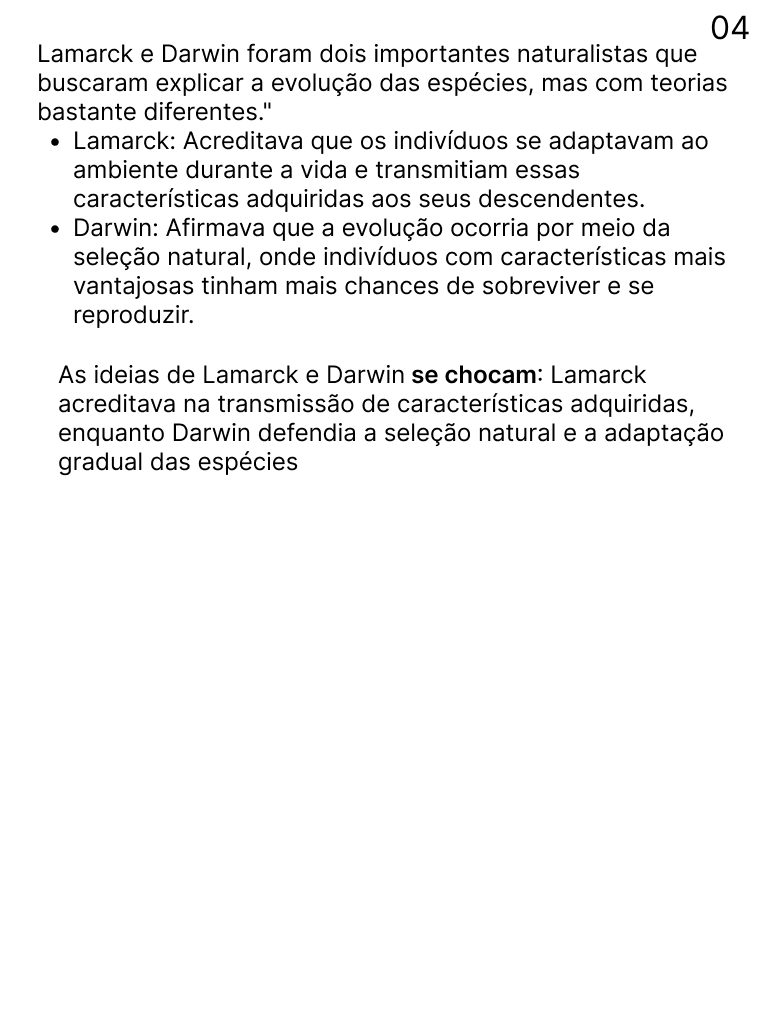 04
Lamarck e Darwin foram dois importantes naturalistas que
buscaram explicar a evolução das espécies, mas com teorias
bastante diferentes."
• Lamarck: Acreditava que os indivíduos se adaptavam ao
ambiente durante a vida e transmitiam essas
características adquiridas aos seus descendentes.
• Darwin: Afirmava que a evolução ocorria por meio da
seleção natural, onde indivíduos com características mais
vantajosas tinham mais chances de sobreviver e se
reproduzir.
As ideias de Lamarck e Darwin se chocam: Lamarck
acreditava na transmissão de características adquiridas,
enquanto Darwin defendia a seleção natural e a adaptação
gradual das espécies